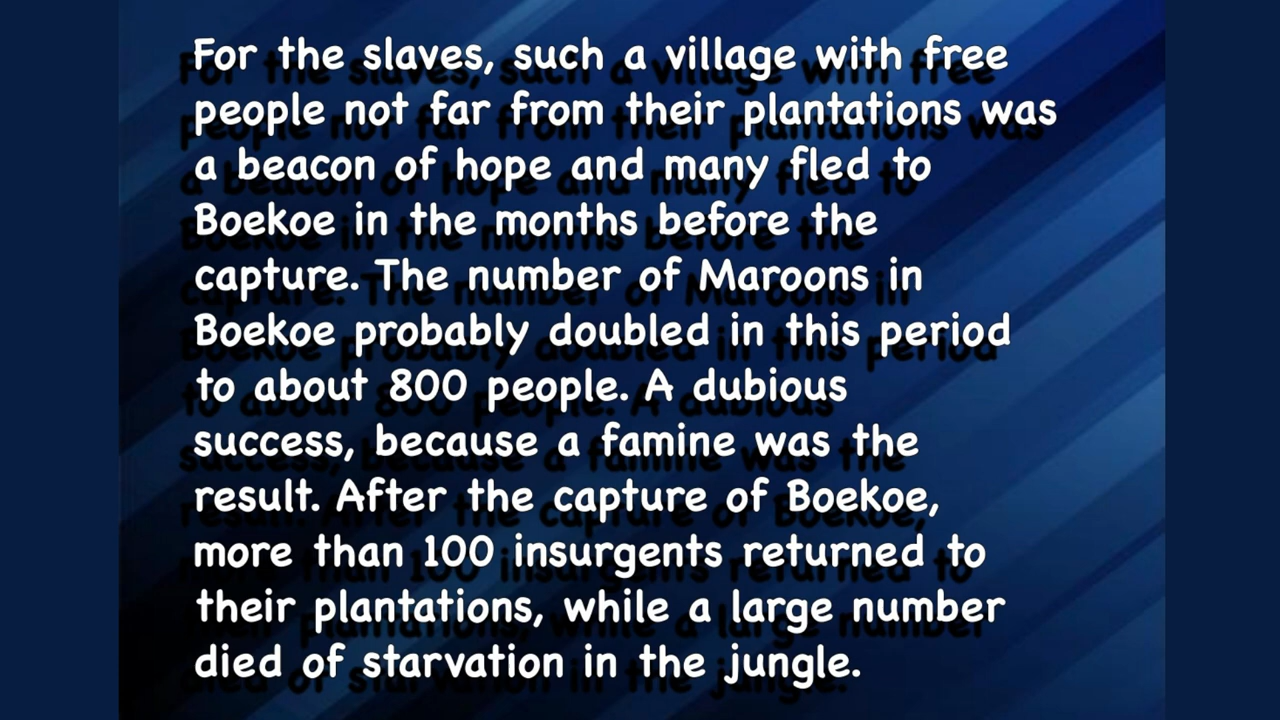 For the slaves, such a village with free
people not far from their plantations was
a beacon of hope and many fled to
Boekoe in the months before the
capture. The number of Maroons in
Boekoe probably doubled in this period
to about 800 people. A dubious
success, because a famine was the
result. After the capture of Boekoe,
more than 100 insurgents returned to
their plantations, while a large number
died of starvation in the jungle.